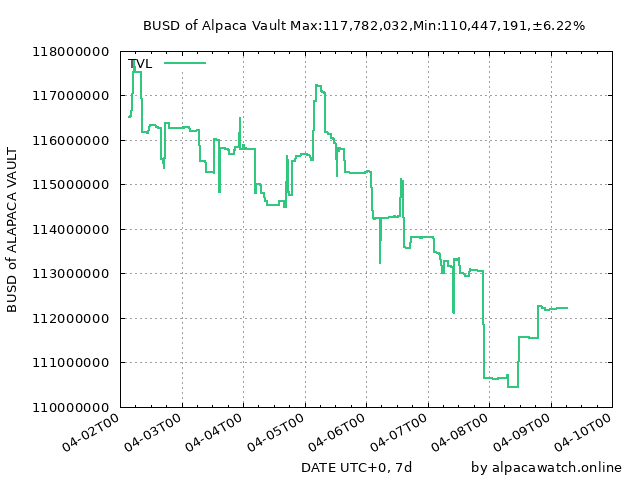 BUSD of Alpaca Vault Max:117,782,032,Min:110,447,191,±6.22%
TVL
118000000
117000000
116000000
115000000
114000000
113000000
112000000
111000000
110000000
BUSD of ALAPACA VAULT
04-02T00
04-03T00
04-04T00
04-05T00
04-06T00
04-07T00
04-08T00
04-09T00
04-10T00
DATE UTC+0, 7d
by alpacawatch.online